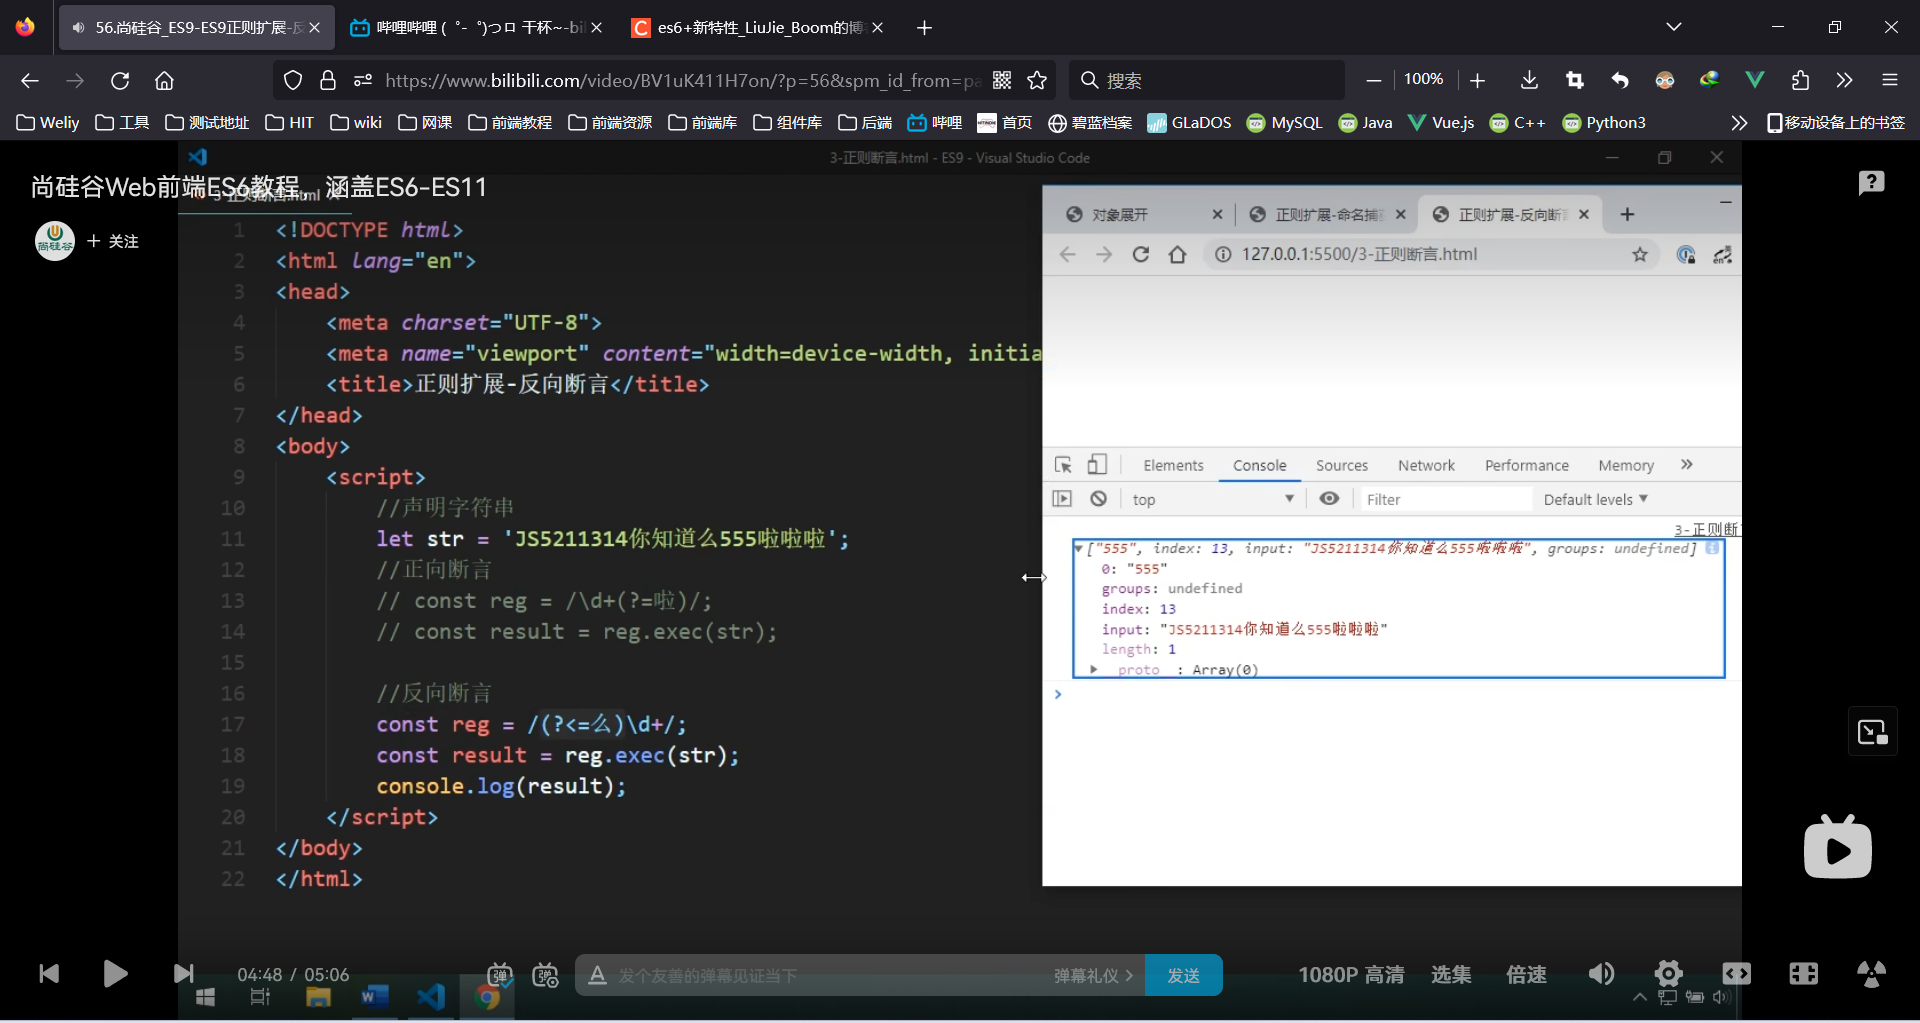 56.尚硅谷_ES9-ES9正则扩展-反
哔哩哔哩 (゜-゜)つロ 干杯~-bili
es6+新特性_LiuJie_Boom的博
https://www.bilibili.com/video/BV1uK411H7on/?p=56&spm_id_from=pa
搜索
100%
Weliy
工具
测试地址
HIT
wiki
网课
前端教程
前端资源
前端库
组件库
后端
哔哩
首页
碧蓝档案
GLaDOS
MySQL
Java
Vue.js
C++
Python3
移动设备上的书签
3-正则断言.html - ES9 - Visual Studio Code
尚硅谷Web前端ES6教程，涵盖ES6-ES11
3-正则断言.html
尚硅谷
+ 关注
1 <!DOCTYPE html>
2 <html lang="en">
3 <head>
4 <meta charset="UTF-8">
5 <meta name="viewport" content="width=device-width, initia
6 <title>正则扩展-反向断言</title>
7 </head>
8 <body>
9 <script>
10 //声明字符串
11 let str = 'JS5211314你知道么555啦啦啦';
12 //正向断言
13 // const reg = /\d+(?=啦)/;
14 // const result = reg.exec(str);
15
16 //反向断言
17 const reg = /(?<=么)\d+/;
18 const result = reg.exec(str);
19 console.log(result);
20 </script>
21 </body>
22 </html>
对象展开
正则扩展-命名捕获
正则扩展-反向断言
127.0.0.1:5500/3-正则断言.html
Elements
Console
Sources
Network
Performance
Memory
top
Filter
Default levels
3-正则断
["555", index: 13, input: "JS5211314你知道么555啦啦啦", groups: undefined]
0: "555"
groups: undefined
index: 13
input: "JS5211314你知道么555啦啦啦"
length: 1
proto : Array(0)
04:48 / 05:06
弹
弹
发个友善的弹幕见证当下
弹幕礼仪 >
发送
1080P 高清
选集
倍速